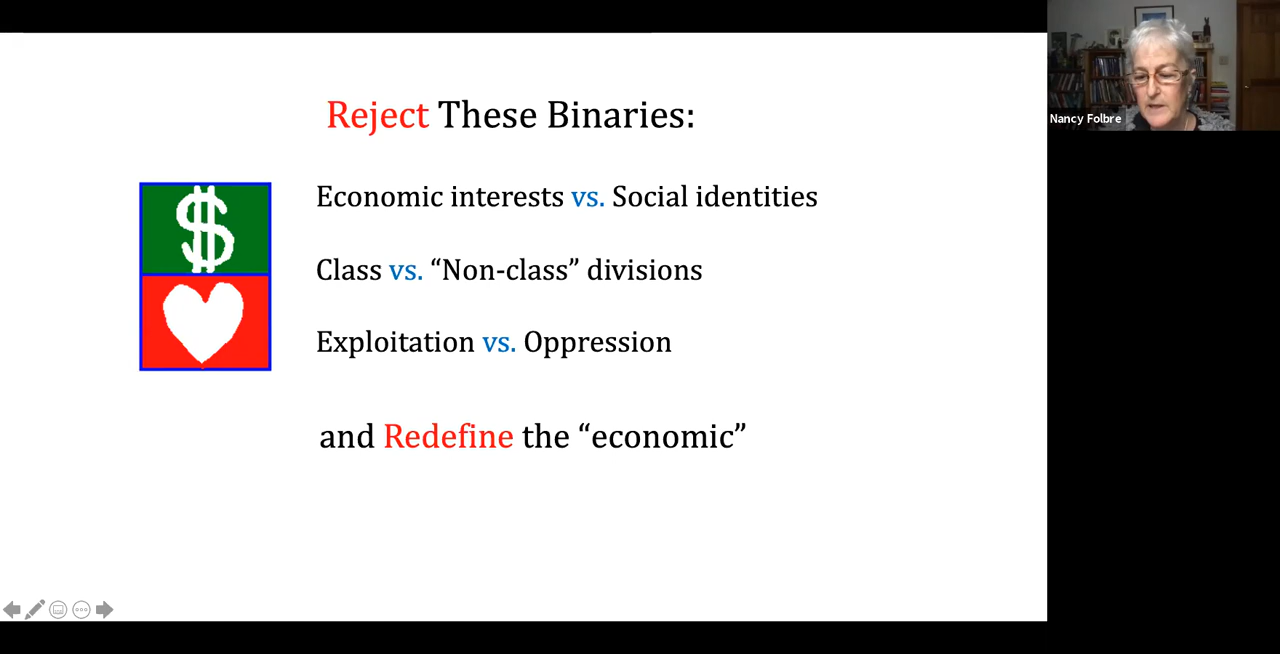 Reject These Binaries:
Economic interests vs. Social identities
Class vs. “Non-class” divisions
Exploitation vs. Oppression
and Redefine the “economic”
$
Nancy Folbre